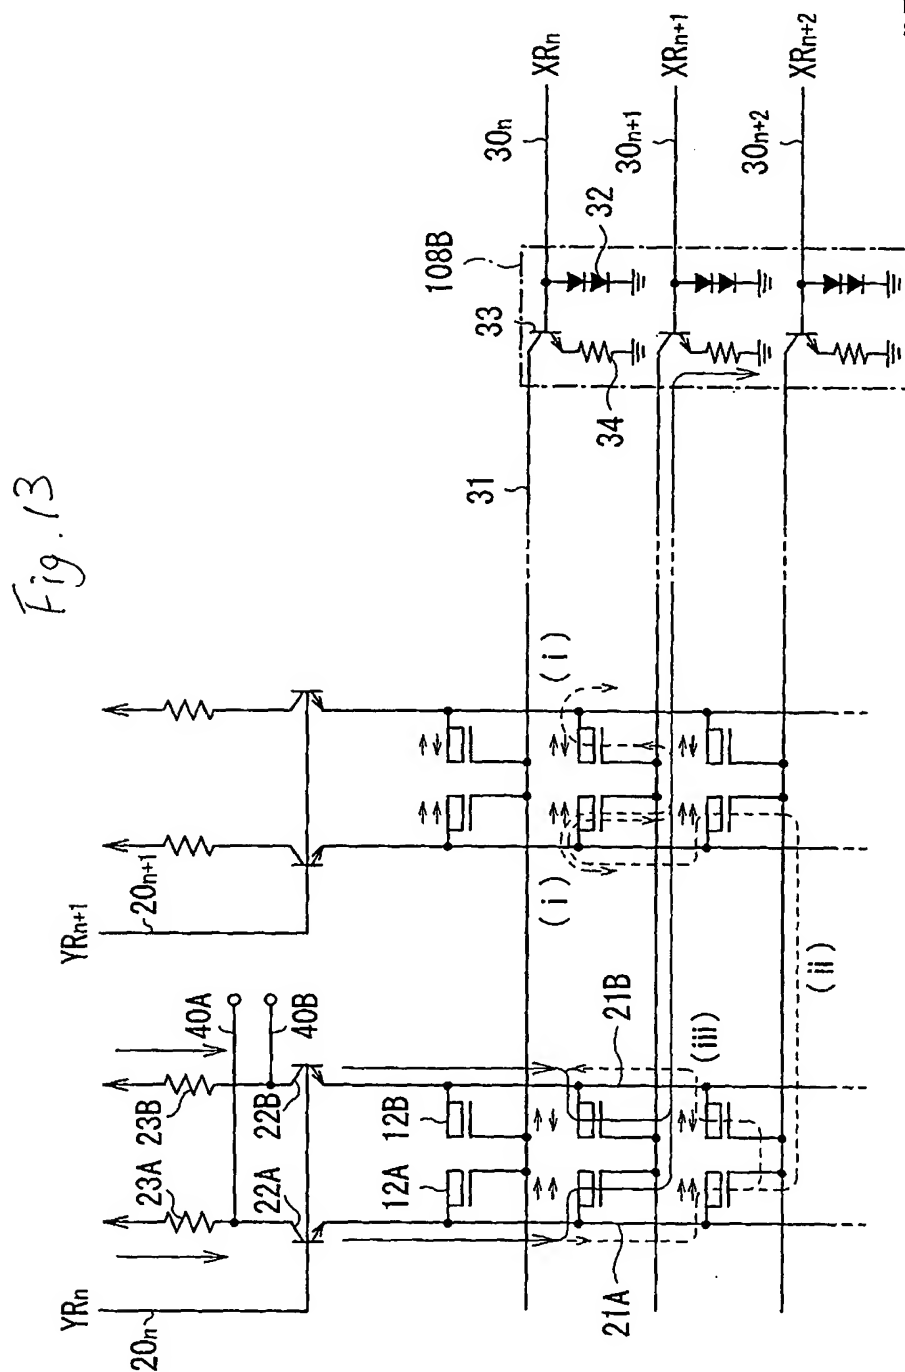 Fig. 13
YRn
20n
YRn+1
20n+1
23A
23B
40A
40B
22A
22B
12A
12B
21A
21B
(i)
(i)
(ii)
(iii)
31
108B
33
34
32
30n
XRn
30n+1
XRn+1
30n+2
XRn+2